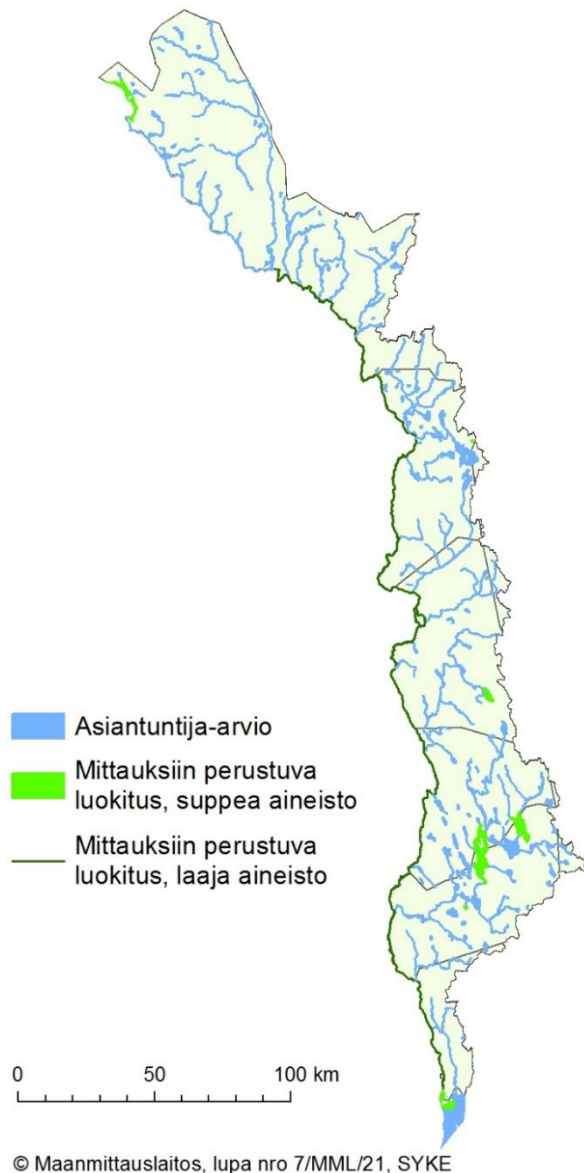 Asiantuntija-arvio
Mittauksiin perustuva
luokitus, suppea aineisto
Mittauksiin perustuva
luokitus, laaja aineisto
0 50 100 km
© Maanmittauslaitos, lupa nro 7/MML/21, SYKE